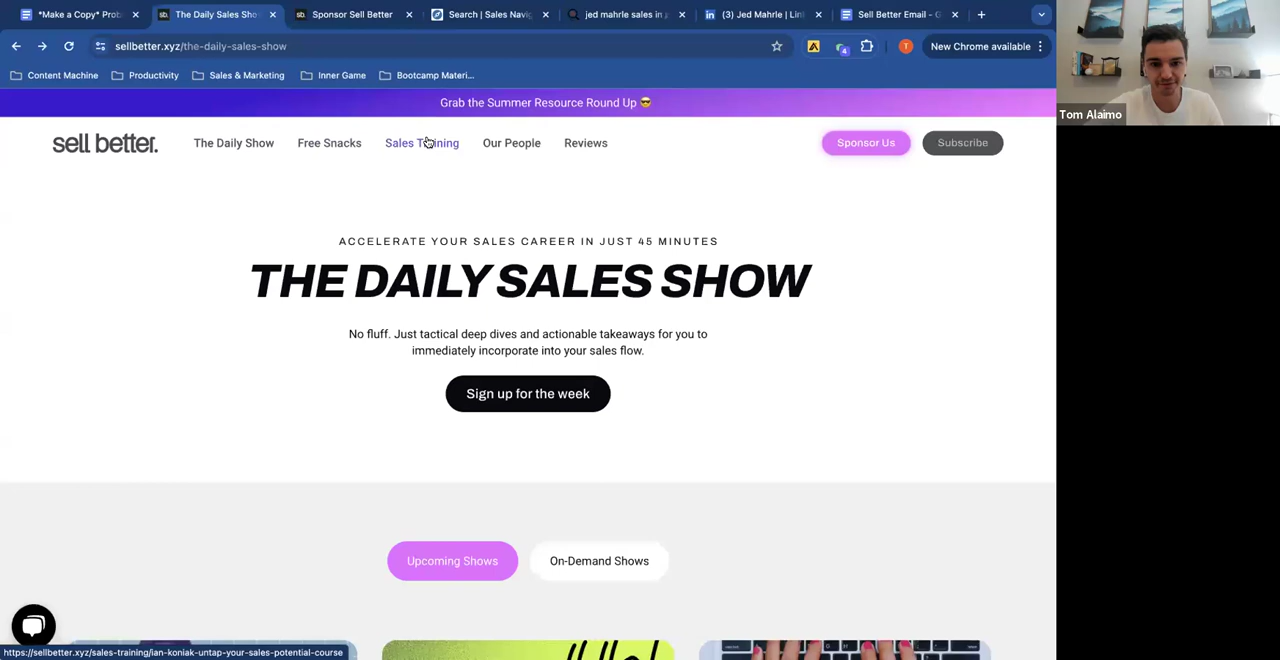 *Make a Copy* Prob
The Daily Sales Sho
Sponsor Sell Better
Search | Sales Navig
jed mahrle sales in j
(3) Jed Mahrle | Lin
Sell Better Email - G
sellbetter.xyz/the-daily-sales-show
4
T
New Chrome available
Content Machine
Productivity
Sales & Marketing
Inner Game
Bootcamp Materi...
Grab the Summer Resource Round Up 😎
sell better.
The Daily Show
Free Snacks
Sales Training
Our People
Reviews
Sponsor Us
Subscribe
ACCELERATE YOUR SALES CAREER IN JUST 45 MINUTES
THE DAILY SALES SHOW
No fluff. Just tactical deep dives and actionable takeaways for you to
immediately incorporate into your sales flow.
Sign up for the week
Upcoming Shows
On-Demand Shows
https://sellbetter.xyz/sales-training/ian-koniak-untap-your-sales-potential-course
Tom Alaimo